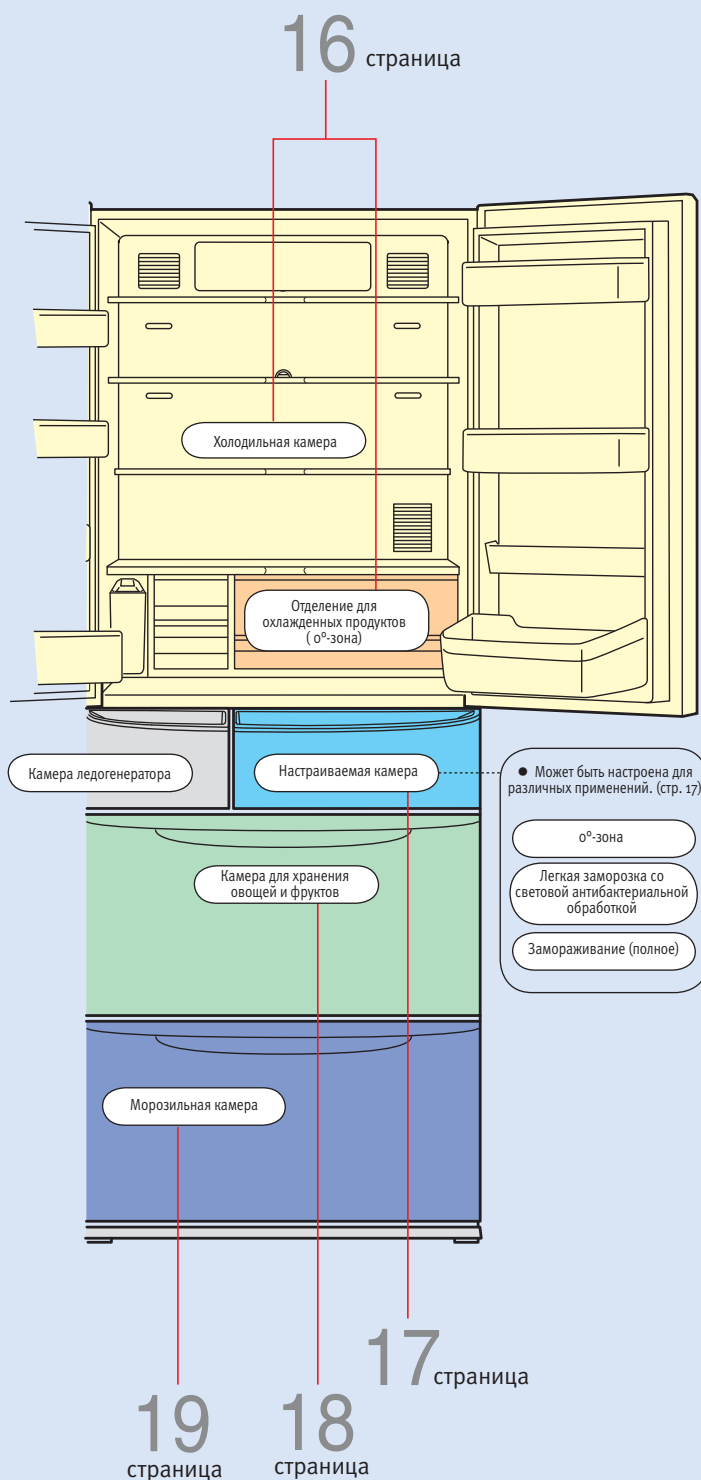 16 страница
Холодильная камера
Отделение для
охлажденных продуктов
( 0°-зона)
Камера ледогенератора
Настраиваемая камера
● Может быть настроена для
различных применений. (стр. 17)
0°-зона
Легкая заморозка со
световой антибактериальной
обработкой
Замораживание (полное)
Камера для хранения
овощей и фруктов
Морозильная камера
17 страница
19
страница
18
страница